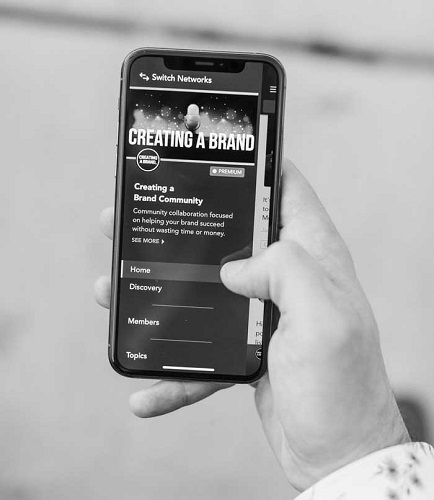 Switch Networks
CREATING A BRAND
CREATING
A BRAND
PREMIUM
Creating a
Brand Community
Community collaboration focused
on helping your brand succeed
without wasting time or money.
SEE MORE
Home
Discovery
Members
Topics